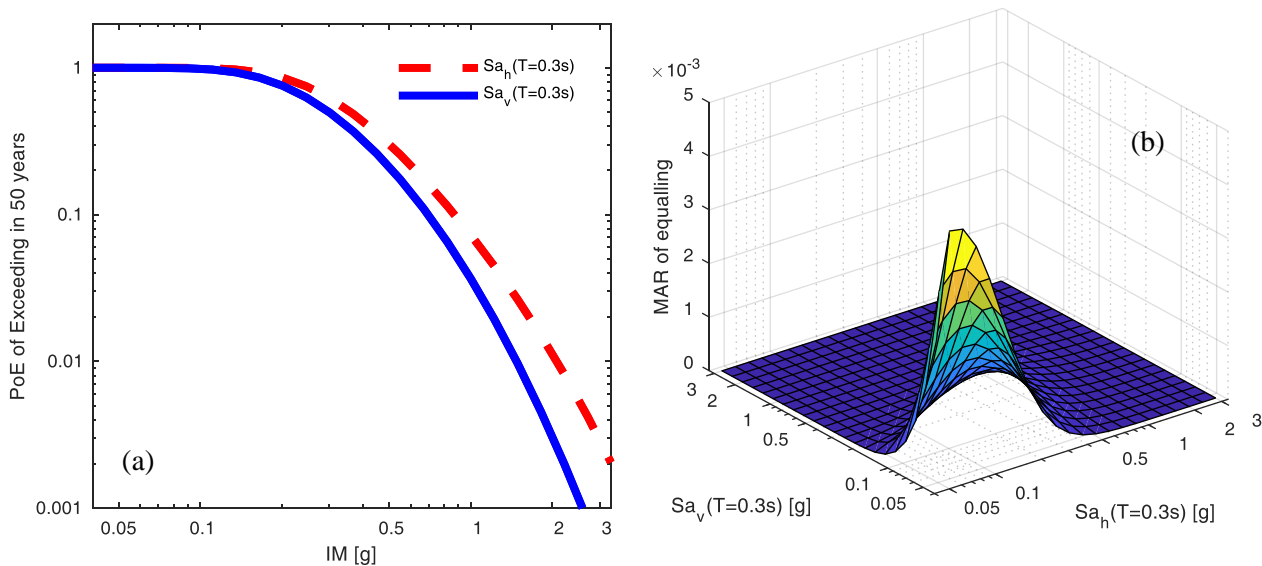 1
0.1
0.01
0.001
PoE of Exceeding in 50 years
Sa_h(T=0.3s)
Sa_v(T=0.3s)
(a)
0.05 0.1 0.5 1 2 3
IM [g]
× 10^-3
5
4
3
2
1
0
MAR of equalling
(b)
3 2 1 0.5 0.1 0.05
Sa_v(T=0.3s) [g]
0.05 0.1 0.5 1 2 3
Sa_h(T=0.3s) [g]